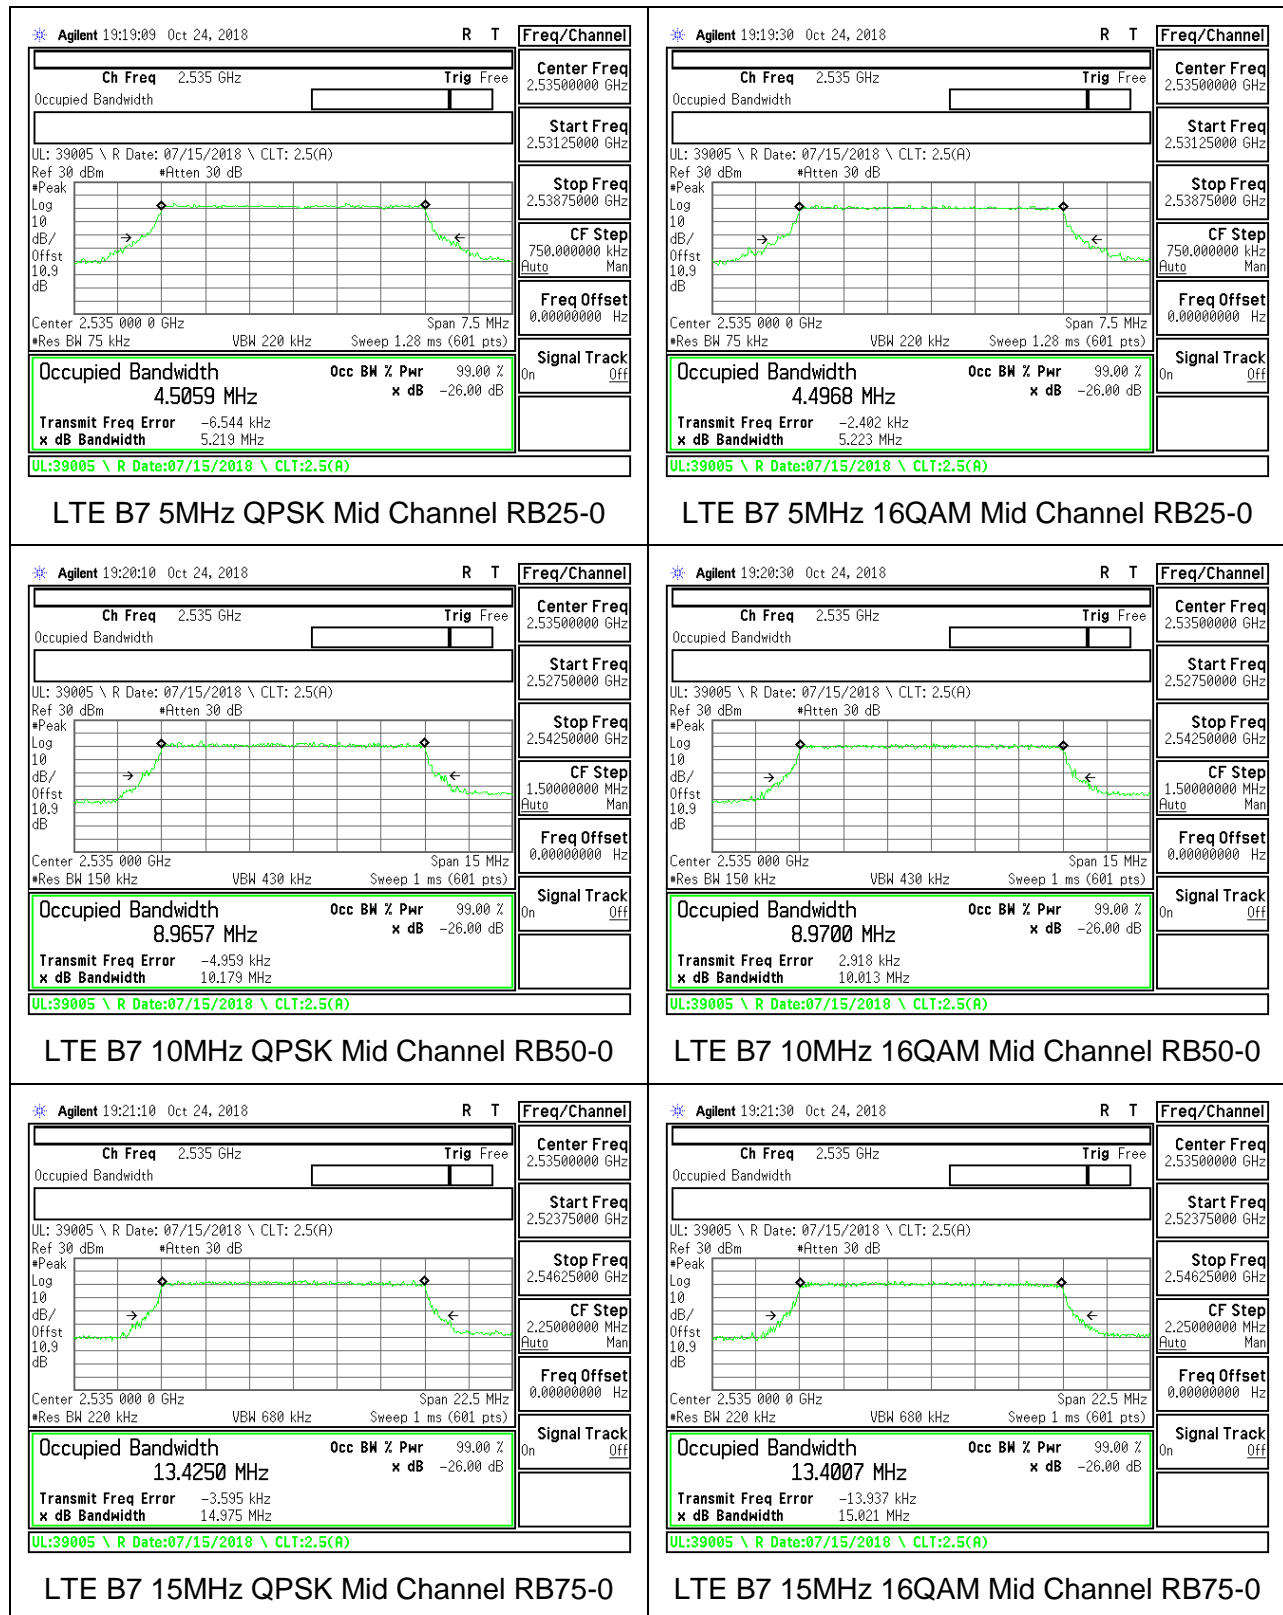 Agilent 19:19:09 Oct 24, 2018 R T Freq/Channel
Ch Freq 2.535 GHz Trig Free
Occupied Bandwidth
Center Freq
2.53500000 GHz
Start Freq
2.53125000 GHz
Stop Freq
2.53875000 GHz
CF Step
750.000000 kHz
Auto Man
Freq Offset
0.00000000 Hz
Signal Track
On Off
UL: 39005 \ R Date: 07/15/2018 \ CLT: 2.5(A)
Ref 30 dBm #Atten 30 dB
#Peak
Log
10
dB/
Offst
10.9
dB
Center 2.535 000 0 GHz Span 7.5 MHz
#Res BW 75 kHz VBW 220 kHz Sweep 1.28 ms (601 pts)
Occupied Bandwidth Occ BW % Pwr 99.00 %
4.5059 MHz x dB -26.00 dB
Transmit Freq Error -6.544 kHz
x dB Bandwidth 5.219 MHz
UL:39005 \ R Date:07/15/2018 \ CLT:2.5(A)
LTE B7 5MHz QPSK Mid Channel RB25-0
Agilent 19:19:30 Oct 24, 2018 R T Freq/Channel
Ch Freq 2.535 GHz Trig Free
Occupied Bandwidth
Center Freq
2.53500000 GHz
Start Freq
2.53125000 GHz
Stop Freq
2.53875000 GHz
CF Step
750.000000 kHz
Auto Man
Freq Offset
0.00000000 Hz
Signal Track
On Off
UL: 39005 \ R Date: 07/15/2018 \ CLT: 2.5(A)
Ref 30 dBm #Atten 30 dB
#Peak
Log
10
dB/
Offst
10.9
dB
Center 2.535 000 0 GHz Span 7.5 MHz
#Res BW 75 kHz VBW 220 kHz Sweep 1.28 ms (601 pts)
Occupied Bandwidth Occ BW % Pwr 99.00 %
4.4968 MHz x dB -26.00 dB
Transmit Freq Error -2.402 kHz
x dB Bandwidth 5.223 MHz
UL:39005 \ R Date:07/15/2018 \ CLT:2.5(A)
LTE B7 5MHz 16QAM Mid Channel RB25-0
Agilent 19:20:10 Oct 24, 2018 R T Freq/Channel
Ch Freq 2.535 GHz Trig Free
Occupied Bandwidth
Center Freq
2.53500000 GHz
Start Freq
2.52750000 GHz
Stop Freq
2.54250000 GHz
CF Step
1.50000000 MHz
Auto Man
Freq Offset
0.00000000 Hz
Signal Track
On Off
UL: 39005 \ R Date: 07/15/2018 \ CLT: 2.5(A)
Ref 30 dBm #Atten 30 dB
#Peak
Log
10
dB/
Offst
10.9
dB
Center 2.535 000 GHz Span 15 MHz
#Res BW 150 kHz VBW 430 kHz Sweep 1 ms (601 pts)
Occupied Bandwidth Occ BW % Pwr 99.00 %
8.9657 MHz x dB -26.00 dB
Transmit Freq Error -4.959 kHz
x dB Bandwidth 10.179 MHz
UL:39005 \ R Date:07/15/2018 \ CLT:2.5(A)
LTE B7 10MHz QPSK Mid Channel RB50-0
Agilent 19:20:30 Oct 24, 2018 R T Freq/Channel
Ch Freq 2.535 GHz Trig Free
Occupied Bandwidth
Center Freq
2.53500000 GHz
Start Freq
2.52750000 GHz
Stop Freq
2.54250000 GHz
CF Step
1.50000000 MHz
Auto Man
Freq Offset
0.00000000 Hz
Signal Track
On Off
UL: 39005 \ R Date: 07/15/2018 \ CLT: 2.5(A)
Ref 30 dBm #Atten 30 dB
#Peak
Log
10
dB/
Offst
10.9
dB
Center 2.535 000 GHz Span 15 MHz
#Res BW 150 kHz VBW 430 kHz Sweep 1 ms (601 pts)
Occupied Bandwidth Occ BW % Pwr 99.00 %
8.9700 MHz x dB -26.00 dB
Transmit Freq Error 2.918 kHz
x dB Bandwidth 10.013 MHz
UL:39005 \ R Date:07/15/2018 \ CLT:2.5(A)
LTE B7 10MHz 16QAM Mid Channel RB50-0
Agilent 19:21:10 Oct 24, 2018 R T Freq/Channel
Ch Freq 2.535 GHz Trig Free
Occupied Bandwidth
Center Freq
2.53500000 GHz
Start Freq
2.52375000 GHz
Stop Freq
2.54625000 GHz
CF Step
2.25000000 MHz
Auto Man
Freq Offset
0.00000000 Hz
Signal Track
On Off
UL: 39005 \ R Date: 07/15/2018 \ CLT: 2.5(A)
Ref 30 dBm #Atten 30 dB
#Peak
Log
10
dB/
Offst
10.9
dB
Center 2.535 000 0 GHz Span 22.5 MHz
#Res BW 220 kHz VBW 680 kHz Sweep 1 ms (601 pts)
Occupied Bandwidth Occ BW % Pwr 99.00 %
13.4250 MHz x dB -26.00 dB
Transmit Freq Error -3.595 kHz
x dB Bandwidth 14.975 MHz
UL:39005 \ R Date:07/15/2018 \ CLT:2.5(A)
LTE B7 15MHz QPSK Mid Channel RB75-0
Agilent 19:21:30 Oct 24, 2018 R T Freq/Channel
Ch Freq 2.535 GHz Trig Free
Occupied Bandwidth
Center Freq
2.53500000 GHz
Start Freq
2.52375000 GHz
Stop Freq
2.54625000 GHz
CF Step
2.25000000 MHz
Auto Man
Freq Offset
0.00000000 Hz
Signal Track
On Off
UL: 39005 \ R Date: 07/15/2018 \ CLT: 2.5(A)
Ref 30 dBm #Atten 30 dB
#Peak
Log
10
dB/
Offst
10.9
dB
Center 2.535 000 0 GHz Span 22.5 MHz
#Res BW 220 kHz VBW 680 kHz Sweep 1 ms (601 pts)
Occupied Bandwidth Occ BW % Pwr 99.00 %
13.4007 MHz x dB -26.00 dB
Transmit Freq Error -13.937 kHz
x dB Bandwidth 15.021 MHz
UL:39005 \ R Date:07/15/2018 \ CLT:2.5(A)
LTE B7 15MHz 16QAM Mid Channel RB75-0